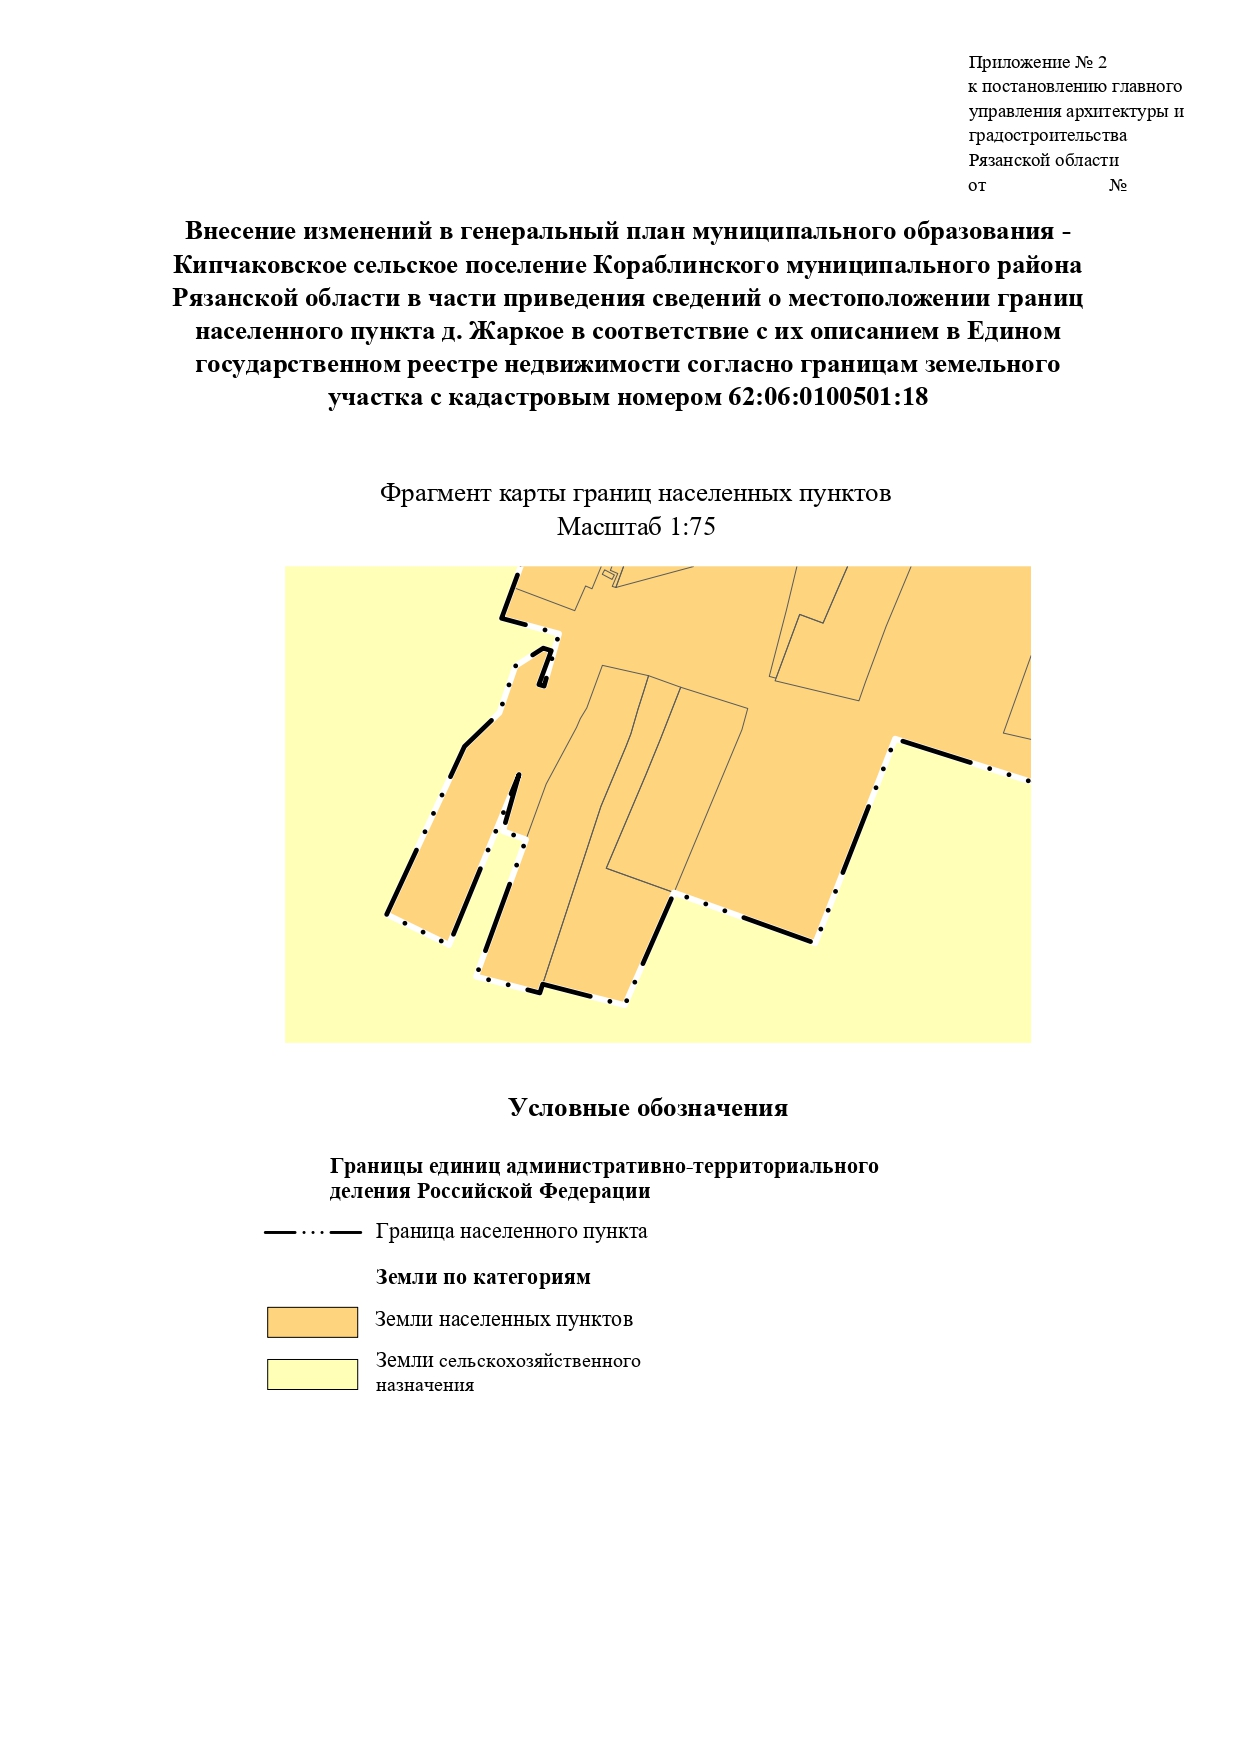 Приложение № 2
к постановлению главного
управления архитектуры и
градостроительства
Рязанской области
от №
Внесение изменений в генеральный план муниципального образования -
Кипчаковское сельское поселение Кораблинского муниципального района
Рязанской области в части приведения сведений о местоположении границ
населенного пункта д. Жаркое в соответствие с их описанием в Едином
государственном реестре недвижимости согласно границам земельного
участка с кадастровым номером 62:06:0100501:18
Фрагмент карты границ населенных пунктов
Масштаб 1:75
Условные обозначения
Границы единиц административно-территориального
деления Российской Федерации
Граница населенного пункта
Земли по категориям
Земли населенных пунктов
Земли сельскохозяйственного
назначения